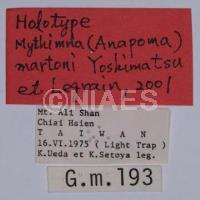 Holotype
Mythimna (Anapoma)
martoni Yoshimatsu
et Legrain, 2001
©NIAES
Mt. Ali Shan
Chiai Hsien
TAIWAN
16.VI.1975 (Light Trap)
K.Ueda et K.Setoya leg.
G.m.193